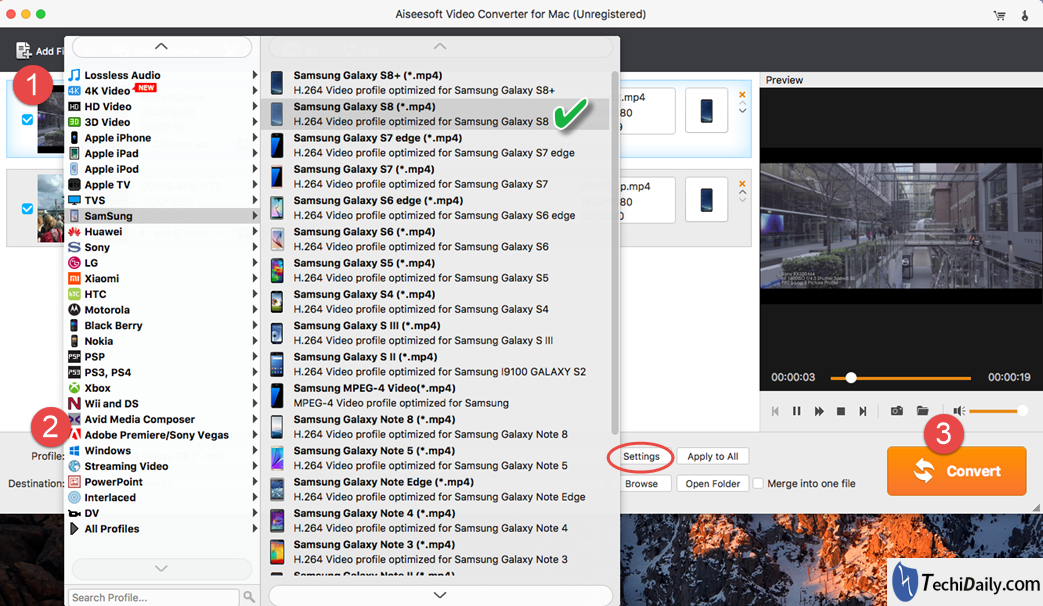 Aiseesoft Video Converter for Mac (Unregistered)
Add Fi
1
Lossless Audio
4K Video NEW
HD Video
3D Video
Apple iPhone
Apple iPad
Apple iPod
Apple TV
TVS
SamSung
Huawei
Sony
LG
Xiaomi
HTC
Motorola
Black Berry
Nokia
PSP
PS3, PS4
Xbox
Wii and DS
Avid Media Composer
Adobe Premiere/Sony Vegas
Windows
Streaming Video
PowerPoint
Interlaced
DV
All Profiles
Search Profile...
Samsung Galaxy S8+ (*.mp4)
H.264 Video profile optimized for Samsung Galaxy S8+
Samsung Galaxy S8 (*.mp4)
H.264 Video profile optimized for Samsung Galaxy S8
Samsung Galaxy S7 edge (*.mp4)
H.264 Video profile optimized for Samsung Galaxy S7 edge
Samsung Galaxy S7 (*.mp4)
H.264 Video profile optimized for Samsung Galaxy S7
Samsung Galaxy S6 edge (*.mp4)
H.264 Video profile optimized for Samsung Galaxy S6 edge
Samsung Galaxy S6 (*.mp4)
H.264 Video profile optimized for Samsung Galaxy S6
Samsung Galaxy S5 (*.mp4)
H.264 Video profile optimized for Samsung Galaxy S5
Samsung Galaxy S4 (*.mp4)
H.264 Video profile optimized for Samsung Galaxy S4
Samsung Galaxy S III (*.mp4)
H.264 Video profile optimized for Samsung Galaxy S III
Samsung Galaxy S II (*.mp4)
H.264 Video profile optimized for Samsung I9100 GALAXY S2
Samsung MPEG-4 Video(*.mp4)
MPEG-4 Video profile optimized for Samsung
Samsung Galaxy Note 8 (*.mp4)
H.264 Video profile optimized for Samsung Galaxy Note 8
Samsung Galaxy Note 5 (*.mp4)
H.264 Video profile optimized for Samsung Galaxy Note 5
Samsung Galaxy Note Edge (*.mp4)
H.264 Video profile optimized for Samsung Galaxy Note Edge
Samsung Galaxy Note 4 (*.mp4)
H.264 Video profile optimized for Samsung Galaxy Note 4
Samsung Galaxy Note 3 (*.mp4)
H.264 Video profile optimized for Samsung Galaxy Note 3
Samsung Galaxy Note II (*.mp4)
.mp4
80
9
p.mp4
80
0
Preview
00:00:03
00:00:19
2
Profile:
Destination:
Settings
Apply to All
Browse
Open Folder
Merge into one file
3
Convert
TechiDaily.com